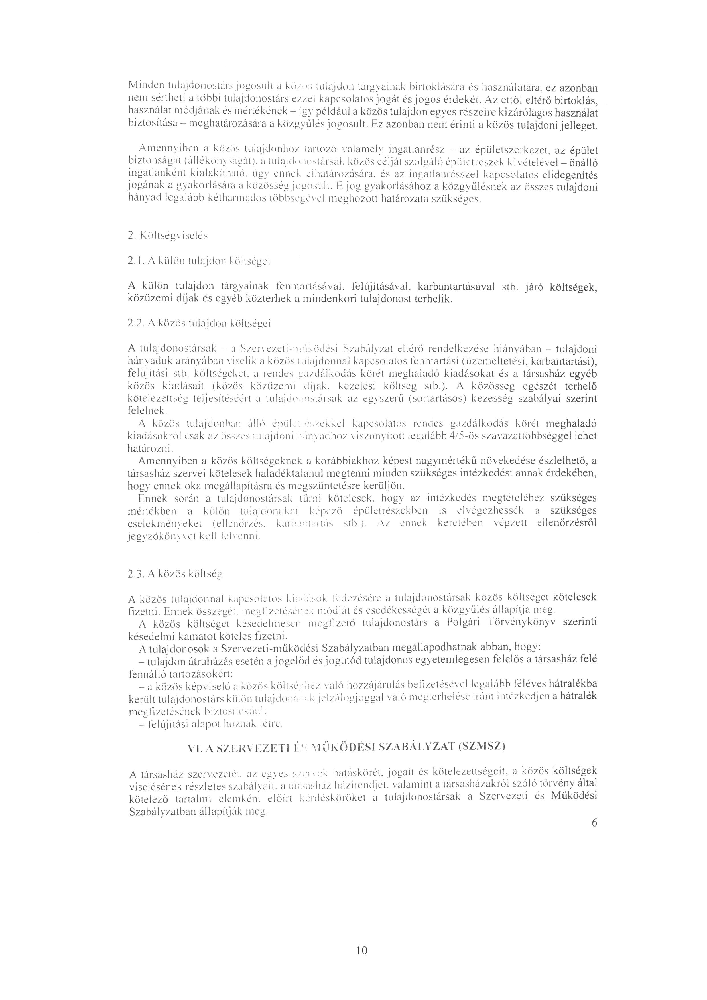 Minden tulajdonostárs jogosult a közös tulajdon tárgyainak birtoklására és használatára, ez azonban
nem sértheti a többi tulajdonostárs ezzel kapcsolatos jogát és jogos érdekét. Az ettől eltérő birtoklás,
használat módjának és mértékének – így például a közös tulajdon egyes részeire kizárólagos használat
biztosítása – meghatározására a közgyűlés jogosult. Ez azonban nem érinti a közös tulajdoni jelleget.
Amennyiben a közös tulajdonhoz tartozó valamely ingatlanrész – az épületszerkezet, az épület
biztonságát (állékonyságát), a tulajdonostársak közös célját szolgáló épületrészek kivételével – önálló
ingatlanként kialakítható, úgy ennek elhatározására, és az ingatlanrésszel kapcsolatos elidegenítés
jogának a gyakorlására a közösség jogosult. E jog gyakorlásához a közgyűlésnek az összes tulajdoni
hányad legalább kétharmados többségével meghozott határozata szükséges.
2. Költségviselés
2.1. A külön tulajdon költségei
A külön tulajdon tárgyainak fenntartásával, felújításával, karbantartásával stb. járó költségek,
közüzemi díjak és egyéb közterhek a mindenkori tulajdonost terhelik.
2.2. A közös tulajdon költségei
A tulajdonostársak – a Szervezeti-működési Szabályzat eltérő rendelkezése hiányában – tulajdoni
hányaduk arányában viselik a közös tulajdonnal kapcsolatos fenntartási (üzemeltetési, karbantartási),
felújítási stb. költségeket, a rendes gazdálkodás körét meghaladó kiadásokat és a társasház egyéb
közös kiadásait (közös közüzemi díjak, kezelési költség stb.). A közösség egészét terhelő
kötelezettség teljesítéséért a tulajdonostársak az egyszerű (sortartásos) kezesség szabályai szerint
felelnek.
A közös tulajdonban álló épületrészekkel kapcsolatos rendes gazdálkodás körét meghaladó
kiadásokról csak az összes tulajdoni hányadhoz viszonyított legalább 4/5-ös szavazattöbbséggel lehet
határozni.
Amennyiben a közös költségeknek a korábbiakhoz képest nagymértékű növekedése észlelhető, a
társasház szervei kötelesek haladéktalanul megtenni minden szükséges intézkedést annak érdekében,
hogy ennek oka megállapításra és megszüntetésre kerüljön.
Ennek során a tulajdonostársak tűrni kötelesek, hogy az intézkedés megtételéhez szükséges
mértékben a külön tulajdonukat képező épületrészekben is elvégezhessék a szükséges
cselekményeket (ellenőrzés, karbantartás stb.). Az ennek keretében végzett ellenőrzésről
jegyzőkönyvet kell felvenni.
2.3. A közös költség
A közös tulajdonnal kapcsolatos kiadások fedezésére a tulajdonostársak közös költséget kötelesek
fizetni. Ennek összegét, megfizetésének módját és esedékességét a közgyűlés állapítja meg.
A közös költséget késedelmesen megfizető tulajdonostárs a Polgári Törvénykönyv szerinti
késedelmi kamatot köteles fizetni.
A tulajdonosok a Szervezeti-működési Szabályzatban megállapodhatnak abban, hogy:
– tulajdon átruházás esetén a jogelőd és jogutód tulajdonos egyetemlegesen felelős a társasház felé
fennálló tartozásokért;
– a közös képviselő a közös költséghez való hozzájárulás befizetésével legalább féléves hátralékba
került tulajdonostárs külön tulajdonának jelzálogjoggal való megterhelése iránt intézkedjen a hátralék
megfizetésének biztosítékául.
– felújítási alapot hoznak létre.
VI. A SZERVEZETI ÉS MŰKÖDÉSI SZABÁLYZAT (SZMSZ)
A társasház szervezetét, az egyes szervek hatáskörét, jogait és kötelezettségeit, a közös költségek
viselésének részletes szabályait, a társasház házirendjét, valamint a társasházakról szóló törvény által
kötelező tartalmi elemként előírt kérdésköröket a tulajdonostársak a Szervezeti és Működési
Szabályzatban állapítják meg.
6
10